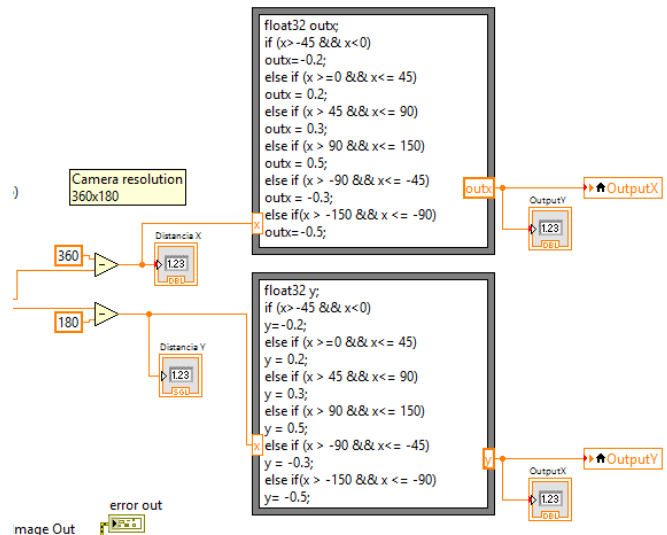 float32 outx;
if (x>-45 && x<0)
outx=-0.2;
else if (x >=0 && x<= 45)
outx = 0.2;
else if (x > 45 && x<= 90)
outx = 0.3;
else if (x > 90 && x<= 150)
outx = 0.5;
else if (x > -90 && x<= -45)
outx = -0.3;
else if(x > -150 && x <= -90)
outx=-0.5;
x
outx
OutputX
OutputY
1.23
DBL
Camera resolution
360x180
)
360
-
Distancia X
1.23
DBL
180
-
Distancia Y
1.23
SGL
float32 y;
if (x>-45 && x<0)
y=-0.2;
else if (x >=0 && x<= 45)
y = 0.2;
else if (x > 45 && x<= 90)
y = 0.3;
else if (x > 90 && x<= 150)
y = 0.5;
else if (x > -90 && x<= -45)
y = -0.3;
else if(x > -150 && x <= -90)
y= -0.5;
x
y
OutputY
OutputX
1.23
DBL
error out
mage Out